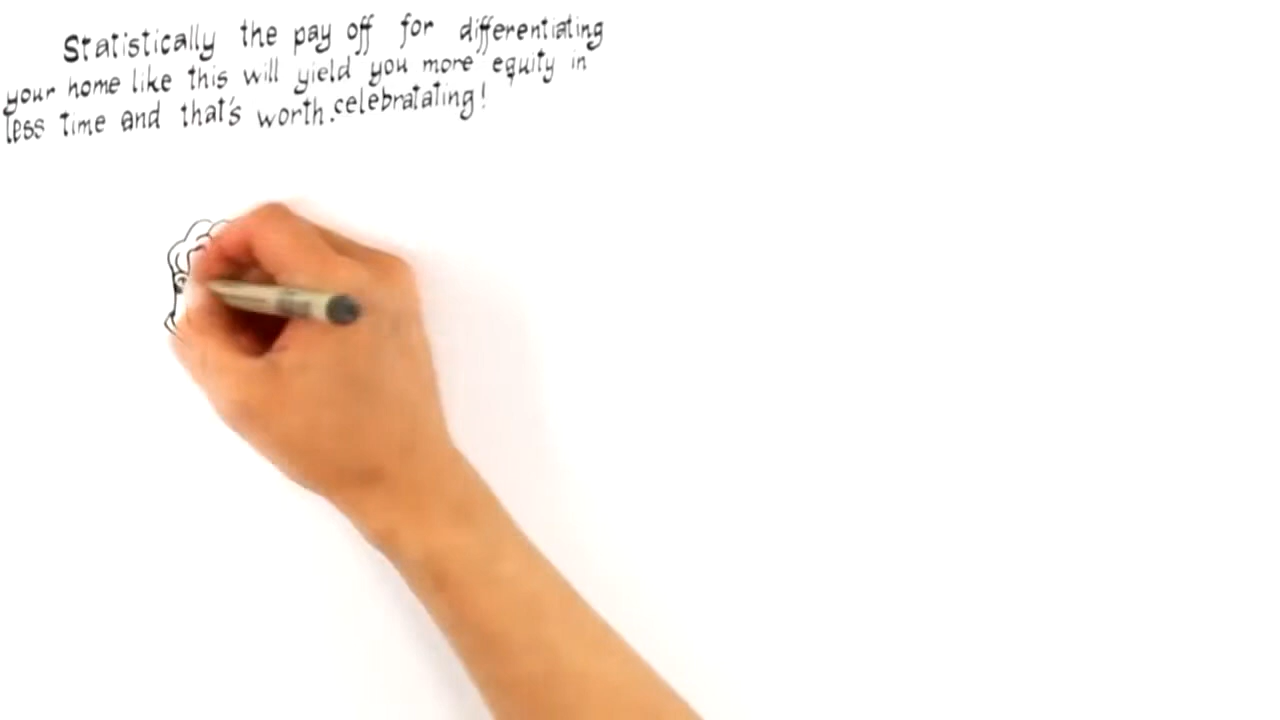 Statistically the pay off for differentiating
your home like this will yield you more equity in
less time and that's worth.celebratating!